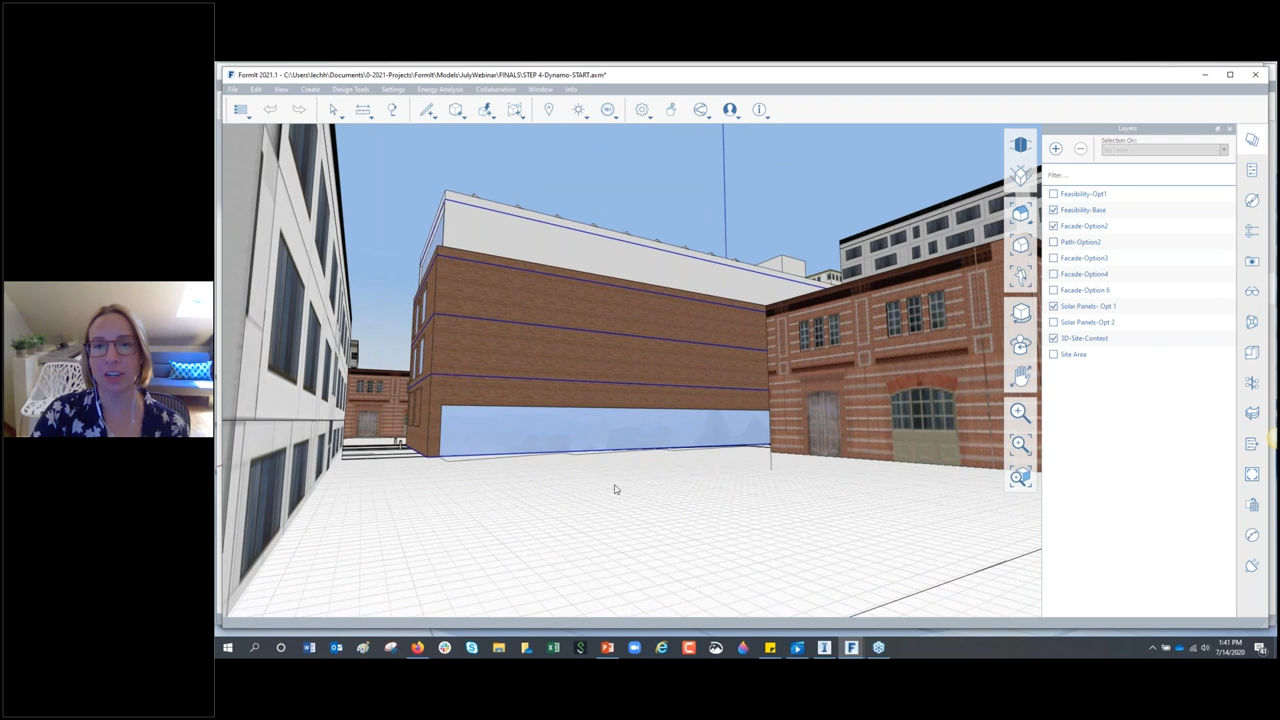 FormIt 2021.1 - C:\Users\lechh\Documents\0-2021-Projects\FormIt\Models\JulyWebinar\FINALS\STEP 4-Dynamo-START.axm*
File Edit View Create Design Tools Settings Energy Analysis Collaboration Window Info
Layers
Selection On:
No Layer
Filter....
Feasibility-Opt1
Feasibility-Base
Facade-Option2
Path-Option2
Facade-Option3
Facade-Option4
Facade-Option 6
Solar Panels- Opt 1
Solar Panels-Opt 2
3D-Site-Context
Site Area
1:41 PM
7/14/2020